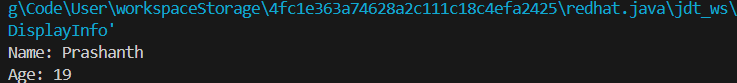 g\Code\User\workspaceStorage\4fc1e363a74628a2c111c18c4efa2425\redhat.java\jdt_ws\
DisplayInfo'
Name: Prashanth
Age: 19